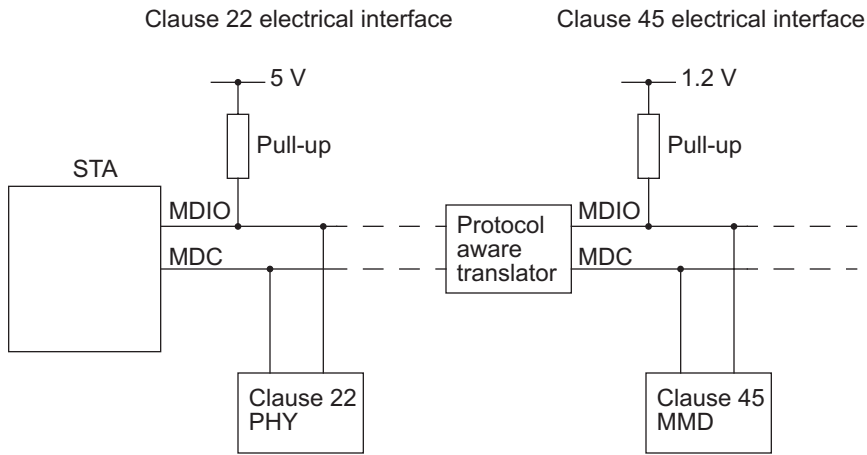 Clause 22 electrical interface
Clause 45 electrical interface
5 V
1.2 V
Pull-up
Pull-up
STA
MDIO
MDC
Protocol
aware
translator
MDIO
MDC
Clause 22
PHY
Clause 45
MMD